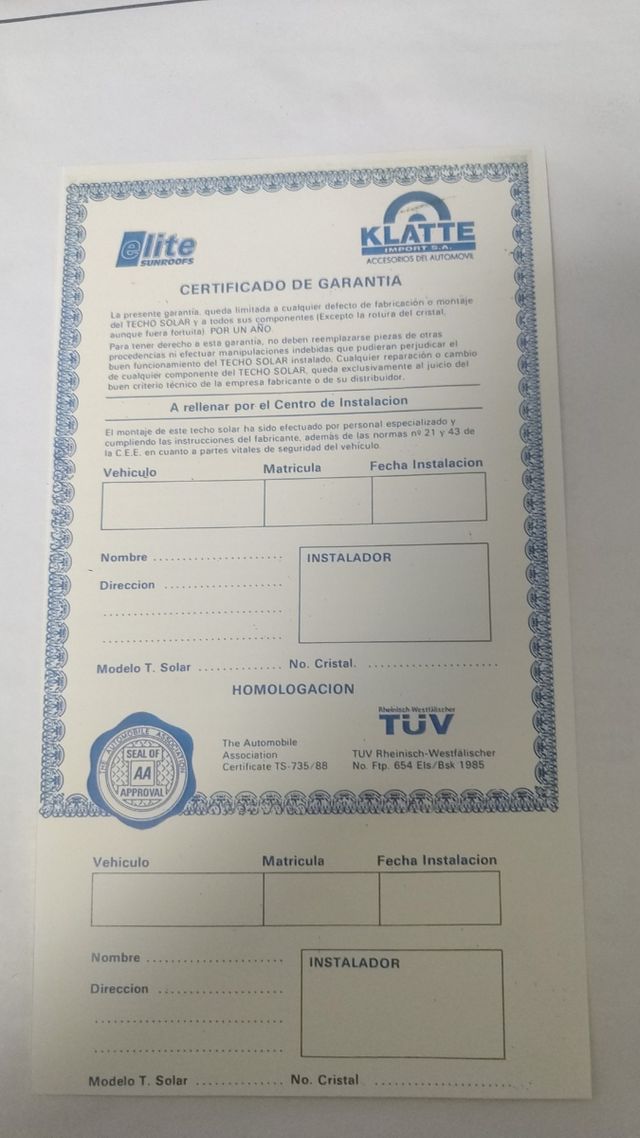 elite
SUNROOFS
KLATTE
IMPORT S.A.
ACCESORIOS DEL AUTOMOVIL
CERTIFICADO DE GARANTIA
La presente garantía, queda limitada a cualquier defecto de fabricación o montaje
del TECHO SOLAR y a todos sus componentes (Excepto la rotura del cristal,
aunque fuera fortuita). POR UN AÑO
Para tener derecho a esta garantía, no deben reemplazarse piezas de otras
procedencias ni efectuar manipulaciones indebidas que pudieran perjudicar el
buen funcionamiento del TECHO SOLAR instalado. Cualquier reparación o cambio
de cualquier componente del TECHO SOLAR, queda exclusivamente al juicio del
buen criterio técnico de la empresa fabricante o de su distribuidor.
A rellenar por el Centro de Instalacion
El montaje de este techo solar ha sido efectuado por personal especializado y
cumpliendo las instrucciones del fabricante, además de las normas nº 21 y 43 de
la C.E.E. en cuanto a partes vitales de seguridad del vehículo.
Vehiculo Matricula Fecha Instalacion
Nombre ........................
INSTALADOR
Direccion ......................
..............................
..............................
Modelo T. Solar .............. No. Cristal. ......................
HOMOLOGACION
THE AUTOMOBILE ASSOCIATION
SEAL OF
AA
APPROVAL
The Automobile
Association
Certificate TS-735/88
Rheinisch-Westfälischer
TÜV
TUV Rheinisch-Westfälischer
No. Ftp. 654 Els/Bsk 1985
Vehiculo Matricula Fecha Instalacion
Nombre ........................
INSTALADOR
Direccion ......................
..............................
..............................
Modelo T. Solar .............. No. Cristal ......................